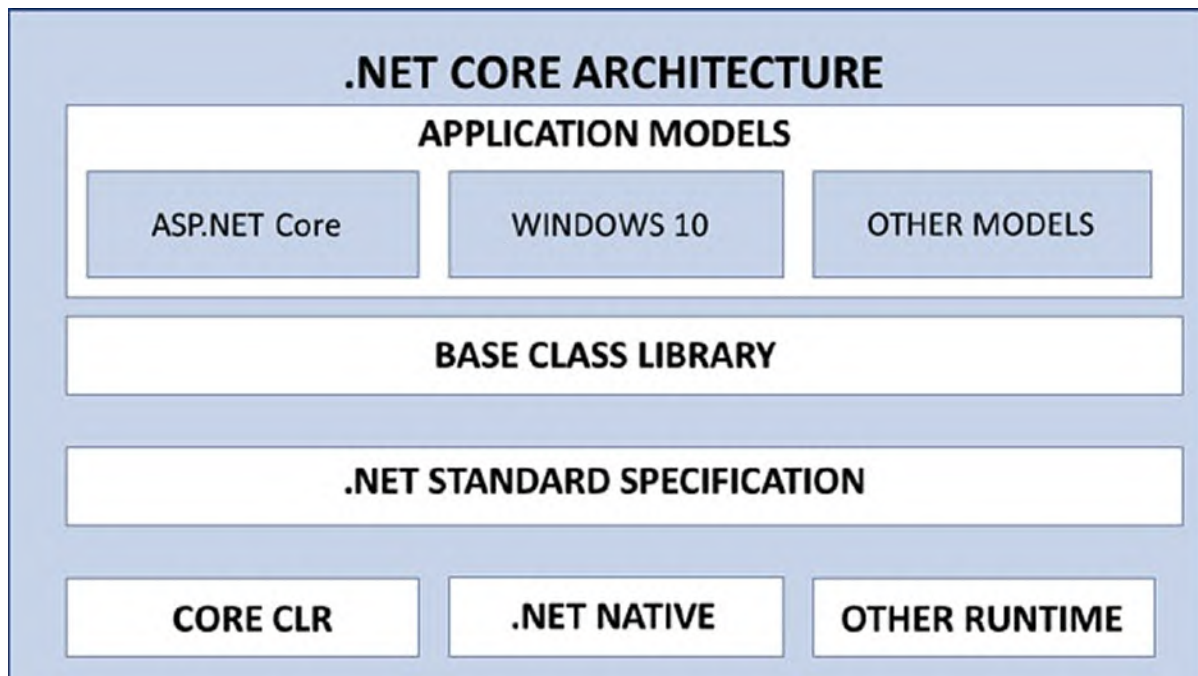 .NET CORE ARCHITECTURE
APPLICATION MODELS
ASP.NET Core
WINDOWS 10
OTHER MODELS
BASE CLASS LIBRARY
.NET STANDARD SPECIFICATION
CORE CLR
.NET NATIVE
OTHER RUNTIME